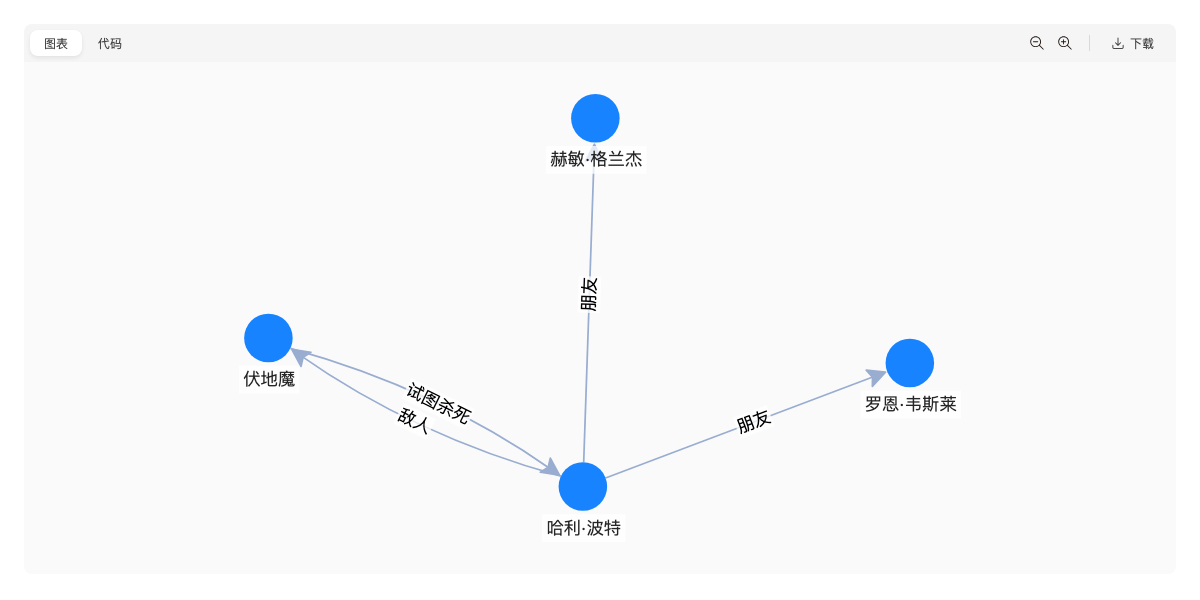 图表
代码
下载
赫敏·格兰杰
朋友
伏地魔
试图杀死
敌人
罗恩·韦斯莱
朋友
哈利·波特